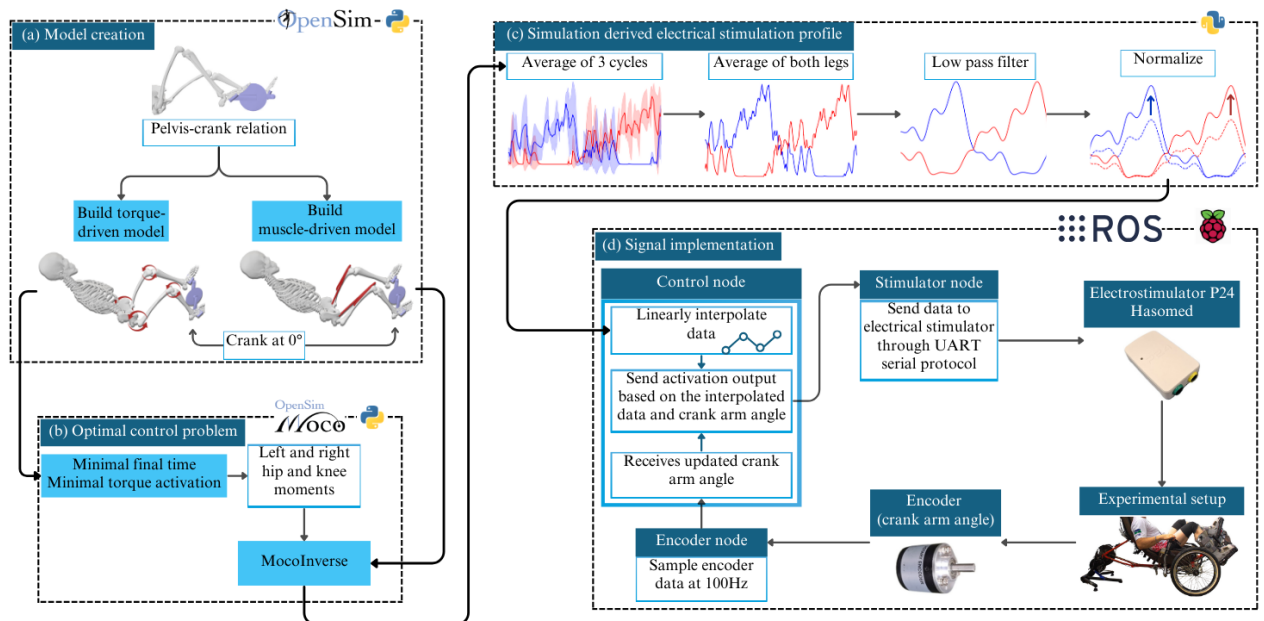 OpenSim-
(a) Model creation
Pelvis-crank relation
Build torque-
driven model
Build
muscle-driven model
Crank at 0°
OpenSim
Moco
(b) Optimal control problem
Minimal final time
Minimal torque activation
Left and right
hip and knee
moments
MocoInverse
(c) Simulation derived electrical stimulation profile
Average of 3 cycles
Average of both legs
Low pass filter
Normalize
ROS
(d) Signal implementation
Control node
Linearly interpolate
data
Send activation output
based on the interpolated
data and crank arm angle
Receives updated crank
arm angle
Stimulator node
Send data to
electrical stimulator
through UART
serial protocol
Electrostimulator P24
Hasomed
Experimental setup
Encoder
(crank arm angle)
Encoder node
Sample encoder
data at 100Hz